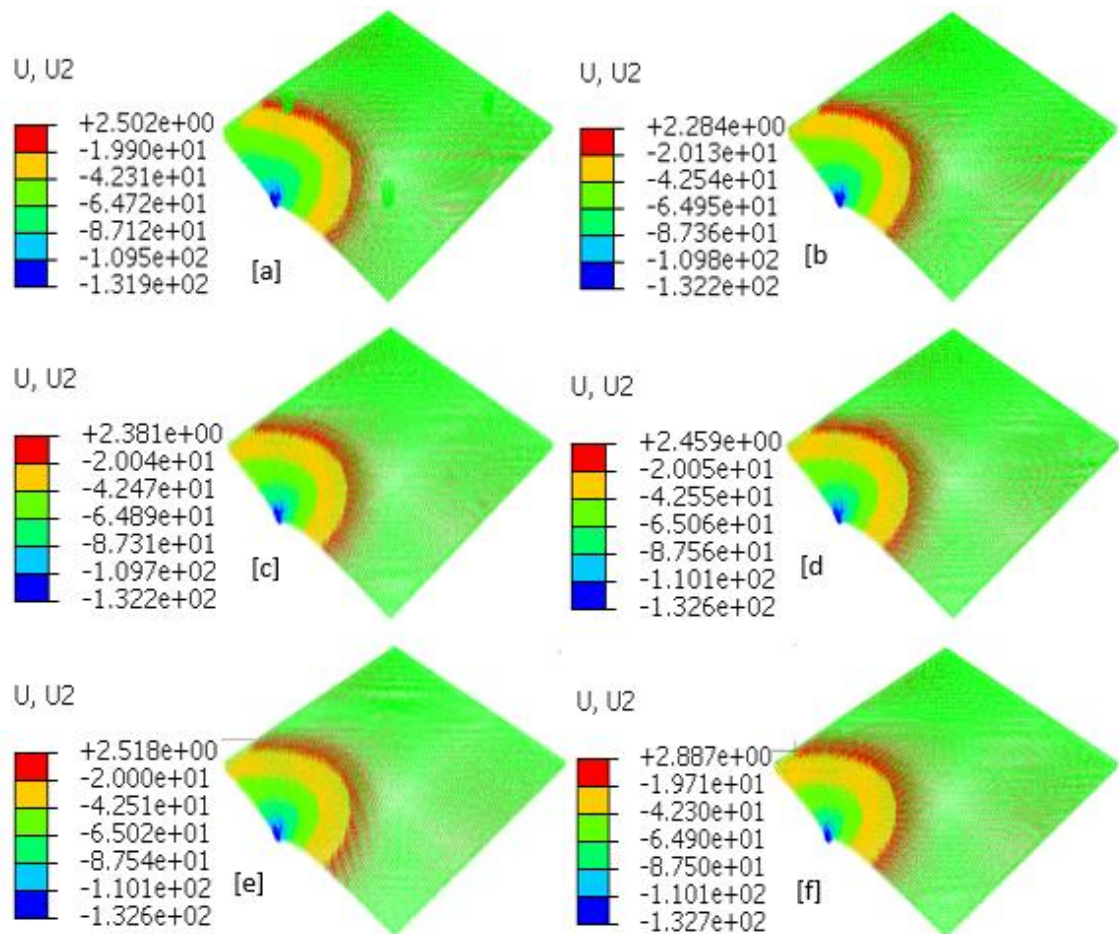 U, U2
+2.502e+00
-1.990e+01
-4.231e+01
-6.472e+01
-8.712e+01
-1.095e+02
-1.319e+02
[a]
U, U2
+2.284e+00
-2.013e+01
-4.254e+01
-6.495e+01
-8.736e+01
-1.098e+02
-1.322e+02
[b
U, U2
+2.381e+00
-2.004e+01
-4.247e+01
-6.489e+01
-8.731e+01
-1.097e+02
-1.322e+02
[c]
U, U2
+2.459e+00
-2.005e+01
-4.255e+01
-6.506e+01
-8.756e+01
-1.101e+02
-1.326e+02
[d
U, U2
+2.518e+00
-2.000e+01
-4.251e+01
-6.502e+01
-8.754e+01
-1.101e+02
-1.326e+02
[e]
U, U2
+2.887e+00
-1.971e+01
-4.230e+01
-6.490e+01
-8.750e+01
-1.101e+02
-1.327e+02
[f]